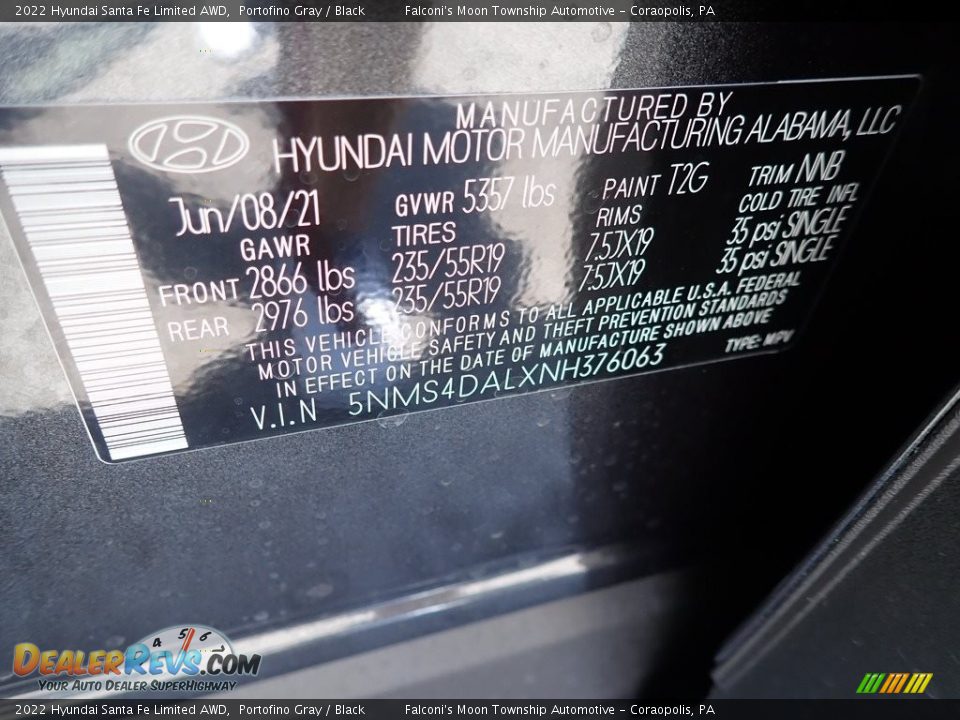 2022 Hyundai Santa Fe Limited AWD, Portofino Gray / Black Falconi's Moon Township Automotive - Coraopolis, PA
MANUFACTURED BY
HYUNDAI MOTOR MANUFACTURING ALABAMA, LLC
Jun/08/21 GVWR 5357 lbs PAINT T2G TRIM NNB
GAWR TIRES RIMS COLD TIRE INFL
FRONT 2866 lbs 235/55R19 7.5JX19 35 psi SINGLE
REAR 2976 lbs 235/55R19 7.5JX19 35 psi SINGLE
THIS VEHICLE CONFORMS TO ALL APPLICABLE U.S.A. FEDERAL
MOTOR VEHICLE SAFETY AND THEFT PREVENTION STANDARDS
IN EFFECT ON THE DATE OF MANUFACTURE SHOWN ABOVE
V.I.N 5NMS4DALXNH376063 TYPE: MPV
4 5 6
DEALERREVS.COM
YOUR AUTO DEALER SUPERHIGHWAY
2022 Hyundai Santa Fe Limited AWD, Portofino Gray / Black Falconi's Moon Township Automotive - Coraopolis, PA